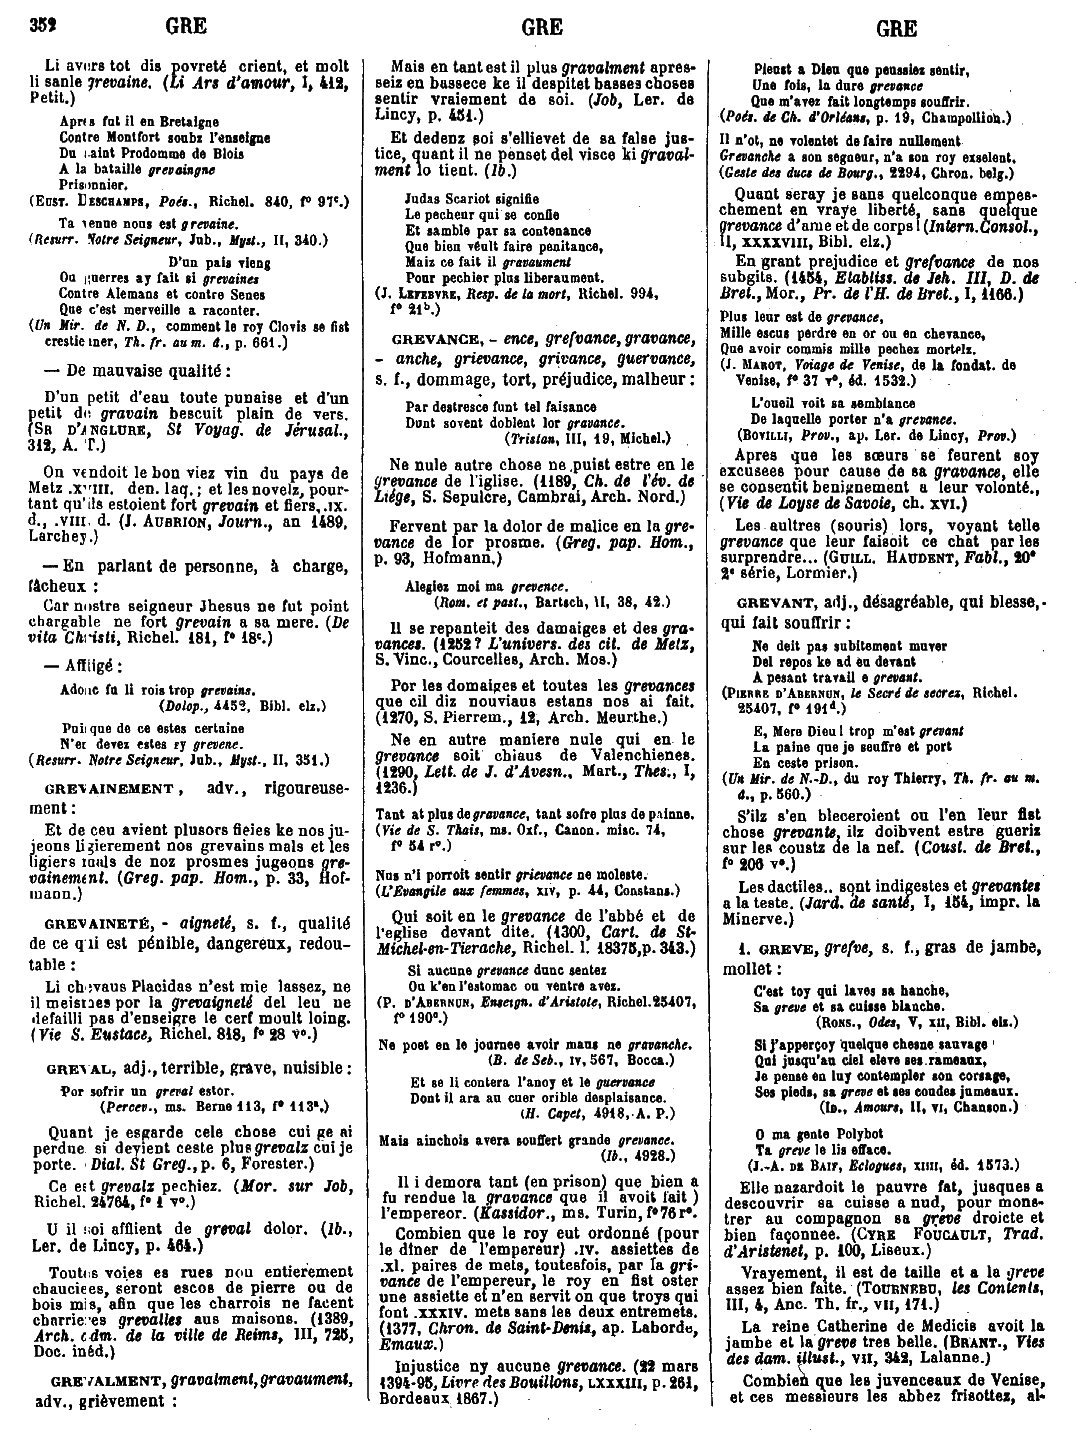 352 GRE GRE GRE
Li avers tot dis povreté crient, et molt
li sanle grevaine. (Li Ars d'amour, I, 412,
Petit.)
Apres fut il en Bretaigne
Contre Montfort soubz l'enseigne
Du saint Prodomme de Blois
A la bataille grevaingne
Prisonnier.
(EUST. DESCHAMPS, Poés., Richel. 840, f° 97c.)
Ta venue nous est grevaine.
(Resurr. Notre Seigneur, Jub., Myst., II, 340.)
D'un pais vieng
Ou guerres ay fait si grevaines
Contre Alemans et contre Senes
Que c'est merveille a raconter.
(Un Mir. de N. D., comment le roy Clovis se fist
crestienner, Th. fr. au m. â., p. 661.)
— De mauvaise qualité :
D'un petit d'eau toute punaise et d'un
petit de gravain bescuit plain de vers.
(SR D'ANGLURE, St Voyag. de Jérusal.,
312, A. T.)
On vendoit le bon viez vin du pays de
Metz .XVIII. den. laq. ; et les novelz, pour-
tant qu'ils estoient fort grevain et fiers, .IX.
d., .VIII. d. (J. AUBRION, Journ., an 1489,
Larchey.)
— En parlant de personne, à charge,
fâcheux :
Car nostre seigneur Jhesus ne fut point
chargable ne fort grevain a sa mere. (De
vita Christi, Richel. 181, f° 18c.)
— Affligé :
Adonc fu li rois trop grevains.
(Dolop., 4452, Bibl. elz.)
Puisque de ce estes certaine
N'en devez estes sy grevene.
(Resurr. Notre Seigneur, Jub., Myst., II, 351.)
GREVAINEMENT, adv., rigoureuse-
ment :
Et de ceu avient plusors fieies ke nos ju-
jeons ligierement nos grevains mals et les
ligiers mals de noz prosmes jugeons gre-
vainement. (Greg. pap. Hom., p. 33, Hof-
mann.)
GREVAINETÉ, - aigneté, s. f., qualité
de ce qui est pénible, dangereux, redou-
table :
Li chevaus Placidas n'est mie lassez, ne
il meismes por la grevaigneté del leu ne
defailli pas d'enseigre le cerf moult loing.
(Vie S. Eustace, Richel. 818, f° 28 v°.)
GREVAL, adj., terrible, grave, nuisible :
Por sofrir un greval estor.
(Percev., ms. Berne 113, f° 113a.)
Quant je esgarde cele chose cui ge ai
perdue si devient ceste plus grevalz cui je
porte. (Dial. St Greg., p. 6, Forester.)
Ce est grevalz pechiez. (Mor. sur Job,
Richel. 24764, f° 1 v°.)
U il soi afflient de greval dolor. (Ib.,
Ler. de Lincy, p. 464.)
Toutes voies es rues non entierement
chauciees, seront escos de pierre ou de
bois mis, afin que les charrois ne facent
charrieres grevalles aus maisons. (1389,
Arch. adm. de la ville de Reims, III, 725,
Doc. inéd.)
GREVALMENT, gravalment, gravaument,
adv., grièvement :
Mais en tant est il plus gravalment apres-
seiz en bassece ke il despitet basses choses
sentir vraiement de soi. (Job, Ler. de
Lincy, p. 451.)
Et dedenz soi s'ellievet de sa false jus-
tice, quant il ne penset del visce ki graval-
ment lo tient. (Ib.)
Judas Scariot signifie
Le pecheur qui se confie
Et samble par sa contenance
Que bien veult faire penitance,
Maiz ce fait il gravaument
Pour pechier plus liberaument.
(J. LEFEBVRE, Resp. de la mort, Richel. 994,
f° 21b.)
GREVANCE, - ence, grefvance, gravance,
- anche, grievance, grivance, guervance,
s. f., dommage, tort, préjudice, malheur :
Par destresce funt tel faisance
Dunt sovent doblent lor gravance.
(Tristan, III, 19, Michel.)
Ne nule autre chose ne puist estre en le
grevance de l'iglise. (1189, Ch. de l'év. de
Liége, S. Sepulcre, Cambrai, Arch. Nord.)
Fervent par la dolor de malice en la gre-
vance de lor prosme. (Greg. pap. Hom.,
p. 93, Hofmann.)
Alegiez moi ma grevence.
(Rom. et past., Bartsch, II, 38, 42.)
Il se repanteit des damaiges et des gra-
vances. (1252 ? L'univers. des cit. de Metz,
S. Vinc., Courcelles, Arch. Mos.)
Por les domaiges et toutes les grevances
que cil diz nouviaus estans nos ai fait.
(1270, S. Pierrem., 12, Arch. Meurthe.)
Ne en autre maniere nule qui en le
grevance soit chiaus de Valenchienes.
(1290, Lett. de J. d'Avesn., Mart., Thes., I,
1236.)
Tant at plus de gravance, tant sofre plus de painne.
(Vie de S. Thais, ms. Oxf., Canon. misc. 74,
f° 54 r°.)
Nus n'i porroit sentir grievance ne moleste.
(L'Evangile aux femmes, XIV, p. 44, Constans.)
Qui soit en le grevance de l'abbé et de
l'eglise devant dite. (1300, Cart. de St-
Michel-en-Tierache, Richel. l. 18375, p. 343.)
Si aucune grevance dunc sentez
Ou k'en l'estomac ou ventre avez.
(P. D'ABERNUN, Enseign. d'Aristote, Richel. 25407,
f° 190c.)
Ne poet en le journee avoir maus ne gravanche.
(B. de Seb., IV, 567, Bocca.)
Et se li contera l'anoy et le guervance
Dont il ara au cuer orible desplaisance.
(H. Capet, 4918, A. P.)
Mais ainchois avera souffert grande grevance.
(Ib., 4928.)
Il i demora tant (en prison) que bien a
fu rendue la gravance que il avoit fait )
l'empereor. (Kassidor., ms. Turin, f° 76 r°.
Combien que le roy eut ordonné (pour
le dîner de l'empereur) .IV. assiettes de
.XL. paires de mets, toutesfois, par la gri-
vance de l'empereur, le roy en fist oster
une assiette et n'en servit on que troys qui
font .XXXIV. mets sans les deux entremets.
(1377, Chron. de Saint-Denis, ap. Laborde,
Emaux.)
Injustice ny aucune grevance. (22 mars
1394-95, Livre des Bouillons, LXXXIII, p. 261,
Bordeaux 1867.)
Pleust a Dieu que peussiez sentir,
Une fois, la dure grevance
Que m'avez fait longtemps souffrir.
(Poés. de Ch. d'Orléans, p. 19, Champollion.)
Il n'ot, ne volentet de faire nullement
Grevanche a son segneur, n'a son roy exselent.
(Geste des ducs de Bourg., 2294, Chron. belg.)
Quant seray je sans quelconque empes-
chement en vraye liberté, sans quelque
grevance d'ame et de corps ! (Intern. Consol.,
II, XXXXVIII, Bibl. elz.)
En grant prejudice et grefvance de nos
subgits. (1454, Etabliss. de Jeh. III, D. de
Bret., Mor., Pr. de l'H. de Bret., I, 1166.)
Plus leur est de grevance,
Mille escus perdre en or ou en chevance,
Que avoir commis mille pechez mortelz.
(J. MAROT, Voiage de Venise, de la fondat. de
Venise, f° 37 v°, éd. 1532.)
L'oueil voit sa semblance
De laquelle porter n'a grevance.
(BOVILLI, Prov., ap. Ler. de Lincy, Prov.)
Apres que les sœurs se feurent soy
excusees pour cause de sa gravance, elle
se consentit benignement a leur volonté.,
(Vie de Loyse de Savoie, ch. XVI.)
Les aultres (souris) lors, voyant telle
grevance que leur faisoit ce chat par les
surprendre... (GUILL. HAUDENT, Fabl., 20e
2e série, Lormier.)
GREVANT, adj., désagréable, qui blesse,
qui fait souffrir :
Ne deit pas subitement muver
Del repos ke ad eu devant
A pesant travail e grevant.
(PIERRE D'ABERNUN, le Secré de secrez, Richel.
25407, f° 191d.)
E, Mere Dieu ! trop m'est grevant
La paine que je seuffre et port
En ceste prison.
(Un Mir. de N.-D., du roy Thierry, Th. fr. au m.
â., p. 560.)
S'ilz s'en bleceroient ou l'en leur fist
chose grevante, ilz doibvent estre gueriz
sur les coustz de la nef. (Coust. de Bret.,
f° 206 v°.)
Les dactiles.. sont indigestes et grevantes
a la teste. (Jard. de santé, I, 154, impr. la
Minerve.)
1. GREVE, grefve, s. f., gras de jambe,
mollet :
C'est toy qui laves sa hanche,
Sa greve et sa cuisse blanche.
(RONS., Odes, V, XII, Bibl. elz.)
Si j'apperçoy quelque chesne sauvage
Qui jusqu'au ciel eleve ses rameaux,
Je pense en luy contempler son corsage,
Ses pieds, sa greve et ses coudes jumeaux.
(ID., Amours, II, VI, Chanson.)
O ma gente Polybot
Ta greve le lis efface.
(J.-A. DE BAIF, Eclogues, XIIII, éd. 1573.)
Elle nazardoit le pauvre fat, jusques a
descouvrir sa cuisse a nud, pour mons-
trer au compagnon sa greve droicte et
bien façonnee. (CYRE FOUCAULT, Trad.
d'Aristenet, p. 100, Liseux.)
Vrayement, il est de taille et a la greve
assez bien faite. (TOURNEBU, les Contents,
III, 4, Anc. Th. fr., VII, 171.)
La reine Catherine de Medicis avoit la
jambe et la greve tres belle. (BRANT., Vies
des dam. illust., VII, 342, Lalanne.)
Combien que les juvenceaux de Venise,
et ces messieurs les abbez frisottez, al-